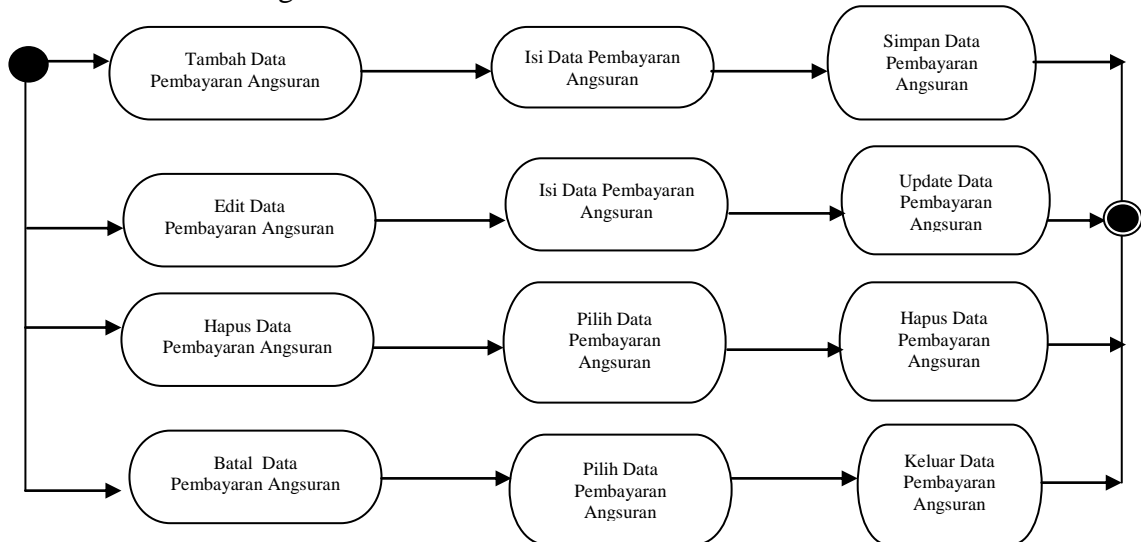 Tambah Data
Pembayaran Angsuran
Isi Data Pembayaran
Angsuran
Simpan Data
Pembayaran
Angsuran
Edit Data
Pembayaran Angsuran
Isi Data Pembayaran
Angsuran
Update Data
Pembayaran
Angsuran
Hapus Data
Pembayaran Angsuran
Pilih Data
Pembayaran
Angsuran
Hapus Data
Pembayaran
Angsuran
Batal Data
Pembayaran Angsuran
Pilih Data
Pembayaran
Angsuran
Keluar Data
Pembayaran
Angsuran